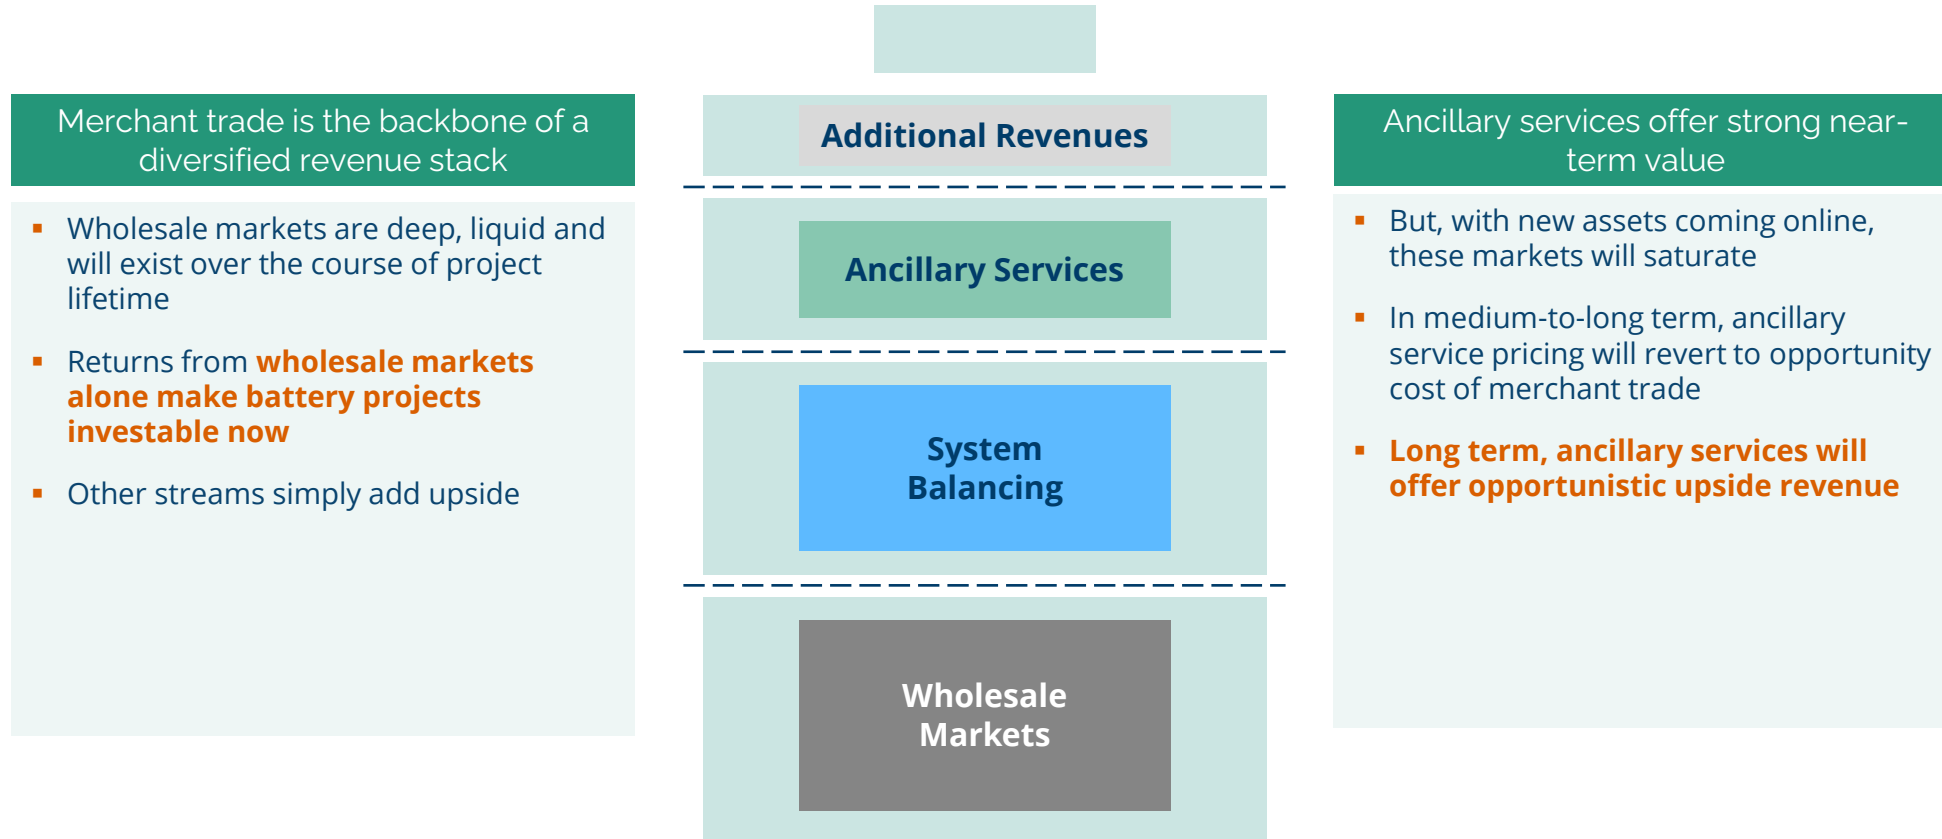 Merchant trade is the backbone of a
diversified revenue stack
▪ Wholesale markets are deep, liquid and
will exist over the course of project
lifetime
▪ Returns from wholesale markets
alone make battery projects
investable now
▪ Other streams simply add upside
Additional Revenues
Ancillary Services
System
Balancing
Wholesale
Markets
Ancillary services offer strong near-
term value
▪ But, with new assets coming online,
these markets will saturate
▪ In medium-to-long term, ancillary
service pricing will revert to opportunity
cost of merchant trade
▪ Long term, ancillary services will
offer opportunistic upside revenue